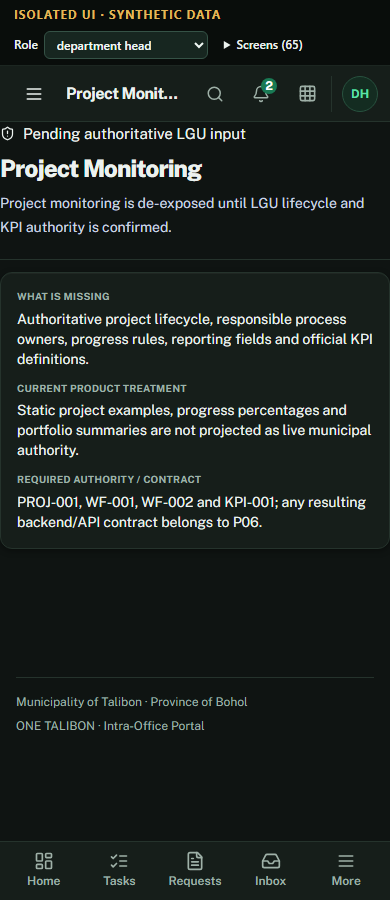 ISOLATED UI · SYNTHETIC DATA
Role department head Screens (65)
Project Monit... 2 DH
Pending authoritative LGU input
Project Monitoring
Project monitoring is de-exposed until LGU lifecycle and
KPI authority is confirmed.
WHAT IS MISSING
Authoritative project lifecycle, responsible process
owners, progress rules, reporting fields and official KPI
definitions.
CURRENT PRODUCT TREATMENT
Static project examples, progress percentages and
portfolio summaries are not projected as live municipal
authority.
REQUIRED AUTHORITY / CONTRACT
PROJ-001, WF-001, WF-002 and KPI-001; any resulting
backend/API contract belongs to P06.
Municipality of Talibon · Province of Bohol
ONE TALIBON · Intra-Office Portal
Home Tasks Requests Inbox More